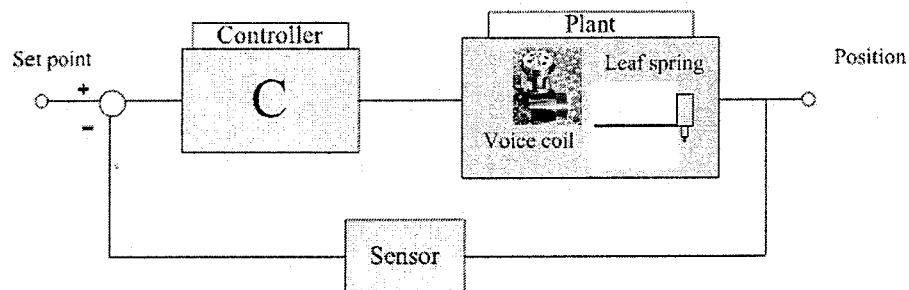 Controller
Plant
Set point
+
C
Leaf spring
Position
-
Voice coil
Sensor